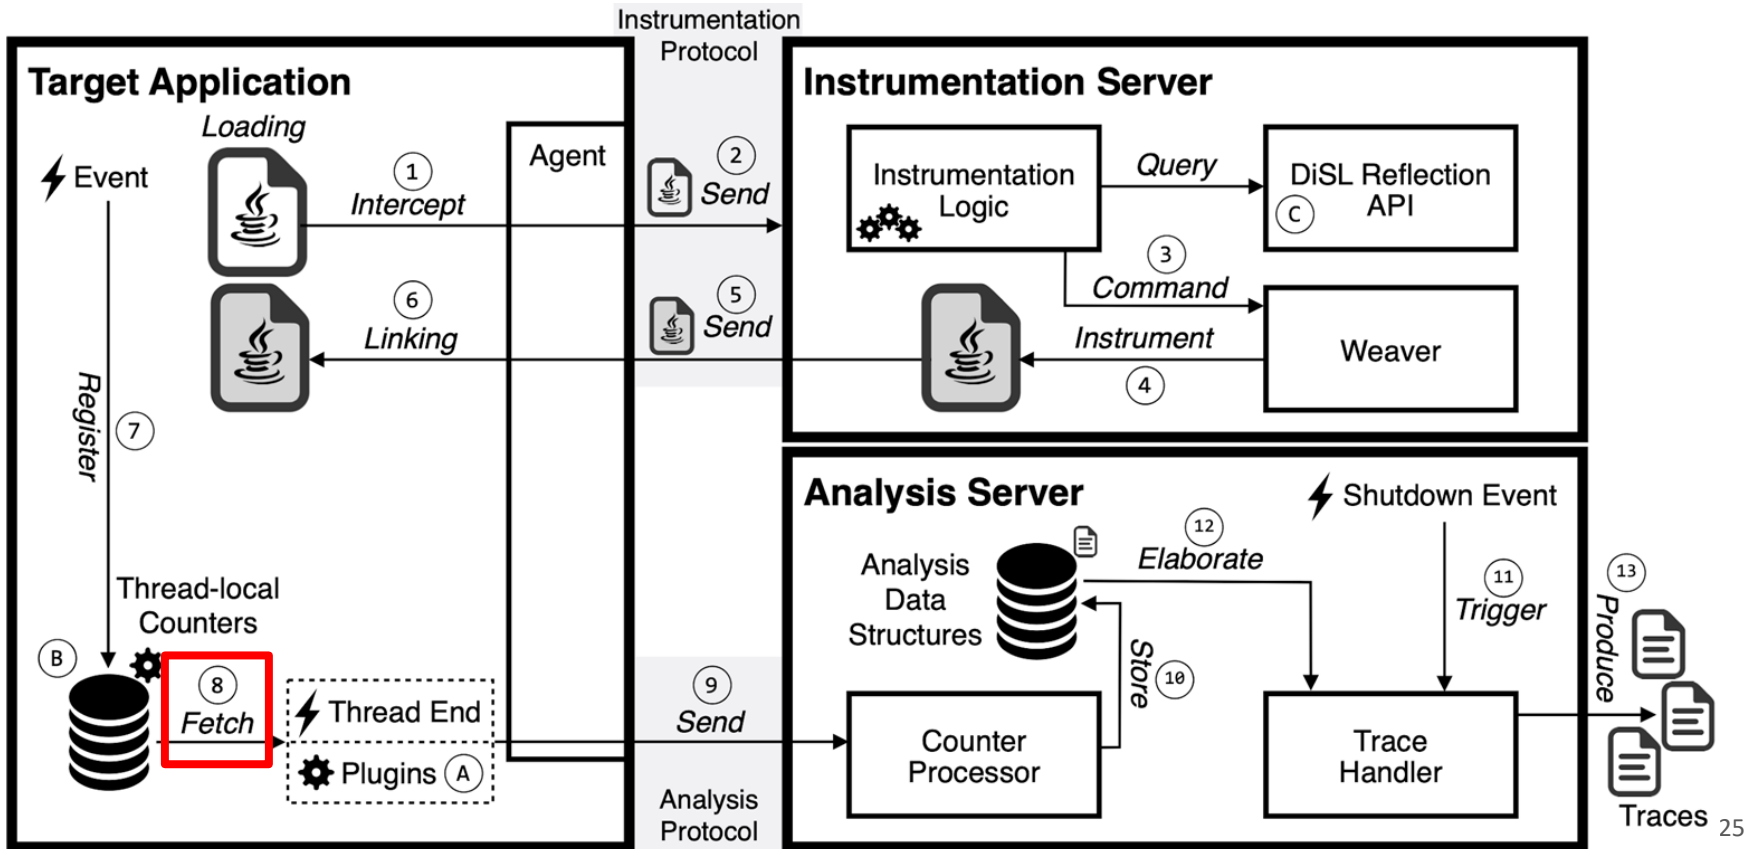 Instrumentation
Protocol
Target Application
Loading
Event
Agent
1
Intercept
2
Send
6
Linking
5
Send
Register
7
Thread-local
Counters
B
8
Fetch
Thread End
Plugins A
9
Send
Analysis
Protocol
Instrumentation Server
Instrumentation
Logic
Query
DiSL Reflection
API
C
3
Command
Instrument
4
Weaver
Analysis Server
Shutdown Event
12
Elaborate
Analysis
Data
Structures
11
Trigger
Store
10
Counter
Processor
Trace
Handler
13
Produce
Traces
25